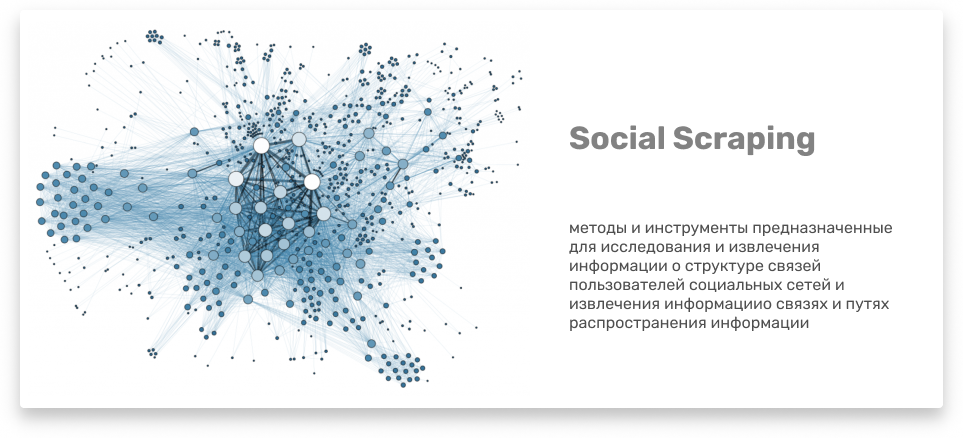 Social Scraping
методы и инструменты предназначенные
для исследования и извлечения
информации о структуре связей
пользователей социальных сетей и
извлечения информациио связях и путях
распространения информации